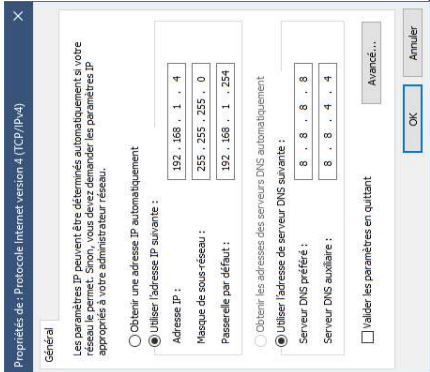 Propriétés de : Protocole Internet version 4 (TCP/IPv4)
Général
Les paramètres IP peuvent être déterminés automatiquement si votre
réseau le permet. Sinon, vous devez demander les paramètres IP
appropriés à votre administrateur réseau.
Obtenir une adresse IP automatiquement
Utiliser l'adresse IP suivante :
Adresse IP : 192 . 168 . 1 . 4
Masque de sous-réseau : 255 . 255 . 255 . 0
Passerelle par défaut : 192 . 168 . 1 . 254
Obtenir les adresses des serveurs DNS automatiquement
Utiliser l'adresse de serveur DNS suivante :
Serveur DNS préféré : 8 . 8 . 8 . 8
Serveur DNS auxiliaire : 8 . 8 . 4 . 4
Valider les paramètres en quittant
Avancé...
OK Annuler